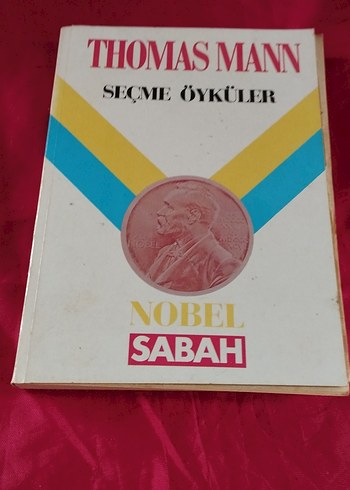 THOMAS MANN
SEÇME ÖYKÜLER
NOBEL
SABAH